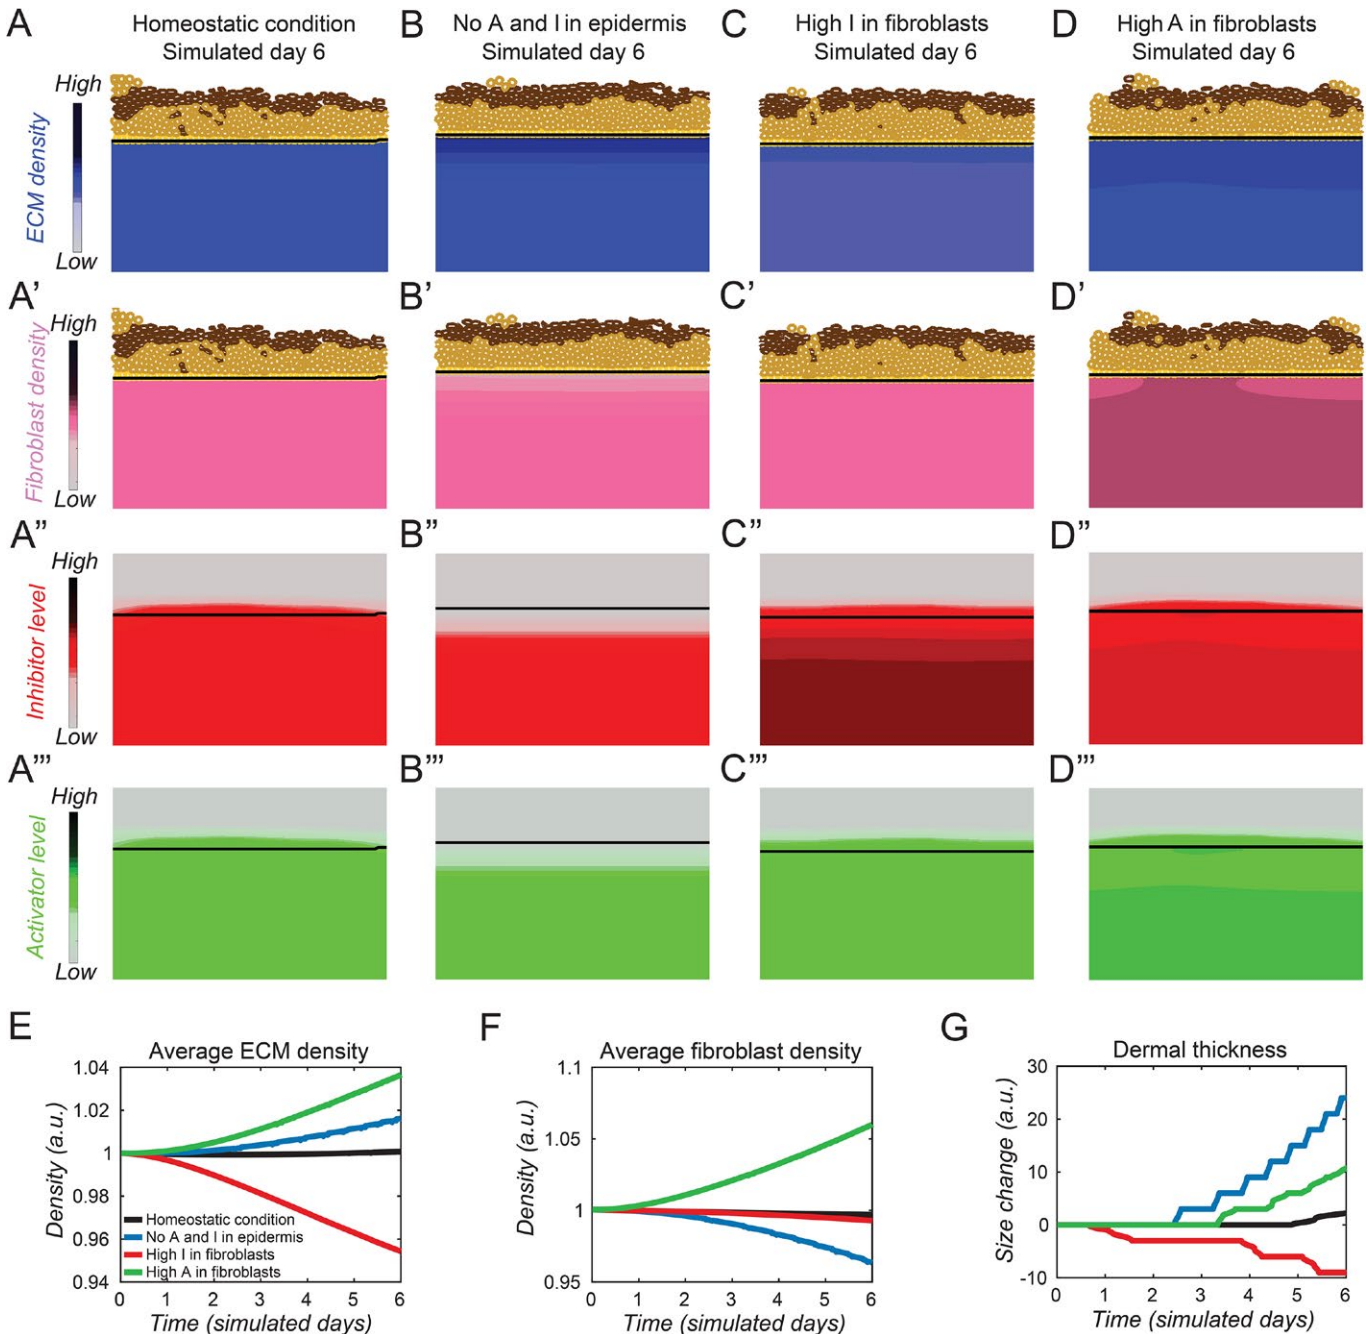 A
Homeostatic condition
Simulated day 6
B
No A and I in epidermis
Simulated day 6
C
High I in fibroblasts
Simulated day 6
D
High A in fibroblasts
Simulated day 6
High
ECM density
Low
A'
B'
C'
D'
High
Fibroblast density
Low
A''
B''
C''
D''
High
Inhibitor level
Low
A'''
B'''
C'''
D'''
High
Activator level
Low
E
Average ECM density
1.04
1.02
1
0.98
0.96
0.94
Density (a.u.)
Homeostatic condition
No A and I in epidermis
High I in fibroblasts
High A in fibroblasts
0 1 2 3 4 5 6
Time (simulated days)
F
Average fibroblast density
1.1
1.05
1
0.95
Density (a.u.)
0 1 2 3 4 5 6
Time (simulated days)
G
Dermal thickness
30
20
10
0
-10
Size change (a.u.)
0 1 2 3 4 5 6
Time (simulated days)